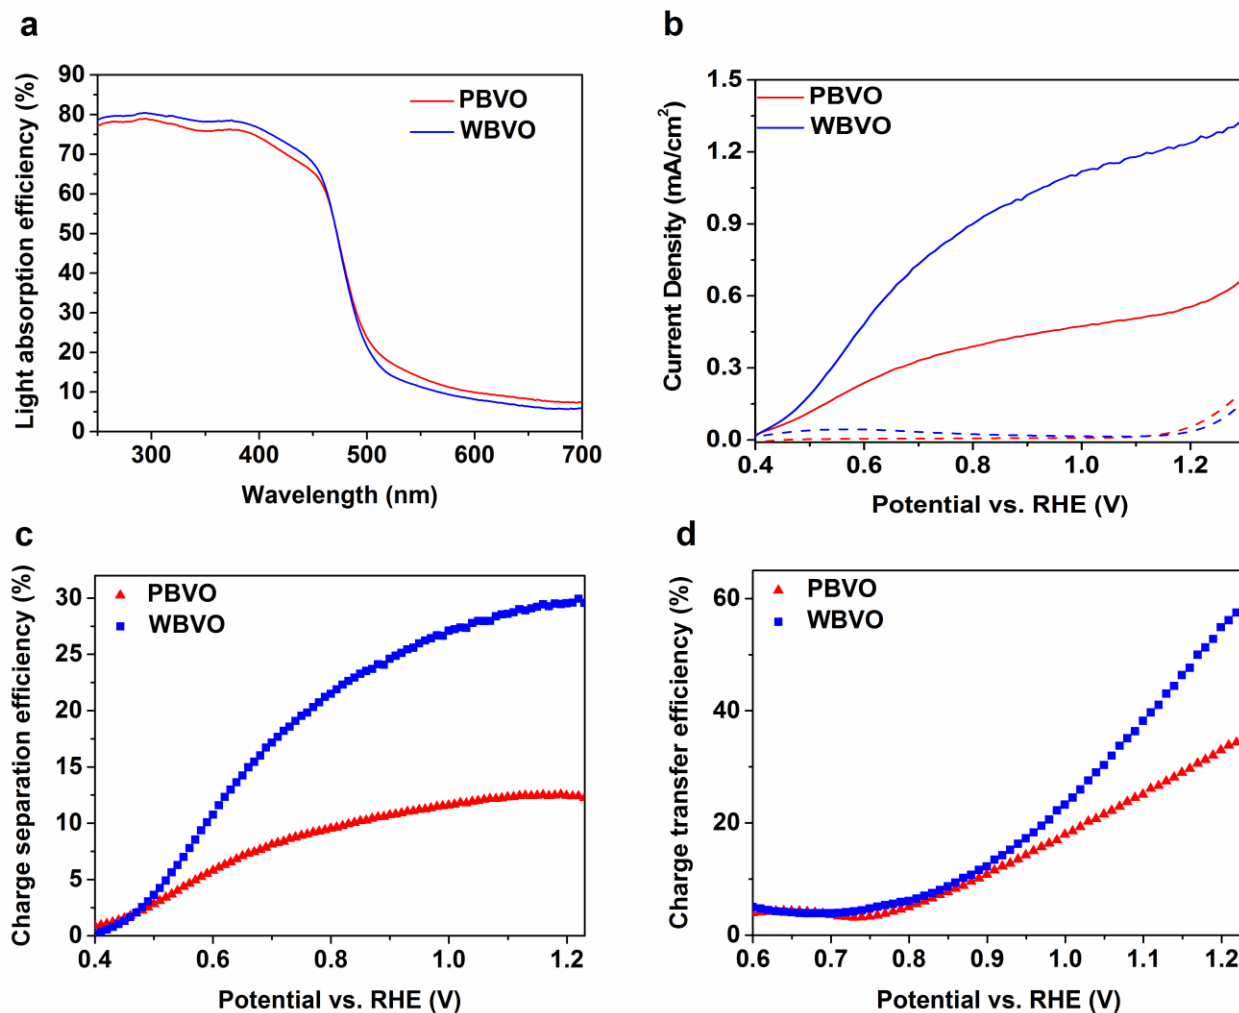 a
Light absorption efficiency (%)
90
80
70
60
50
40
30
20
10
0
PBVO
WBVO
300
400
500
600
700
Wavelength (nm)
b
Current Density (mA/cm²)
1.5
1.2
0.9
0.6
0.3
0.0
PBVO
WBVO
0.4
0.6
0.8
1.0
1.2
Potential vs. RHE (V)
c
Charge separation efficiency (%)
30
25
20
15
10
5
0
PBVO
WBVO
0.4
0.6
0.8
1.0
1.2
Potential vs. RHE (V)
d
Charge transfer efficiency (%)
60
40
20
0
PBVO
WBVO
0.6
0.7
0.8
0.9
1.0
1.1
1.2
Potential vs. RHE (V)